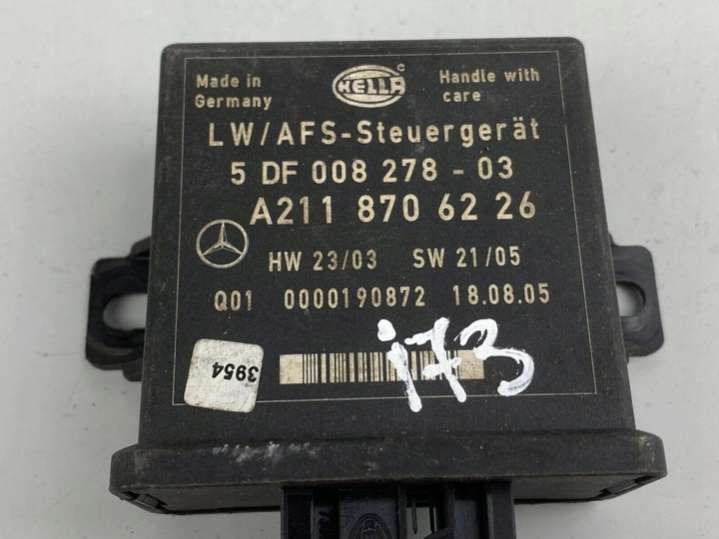 Made in
Germany
HELLA
Handle with
care
LW/AFS-Steuergerät
5 DF 008 278 - 03
A211 870 62 26
HW 23/03 SW 21/05
Q01 0000190872 18.08.05
3954
i73